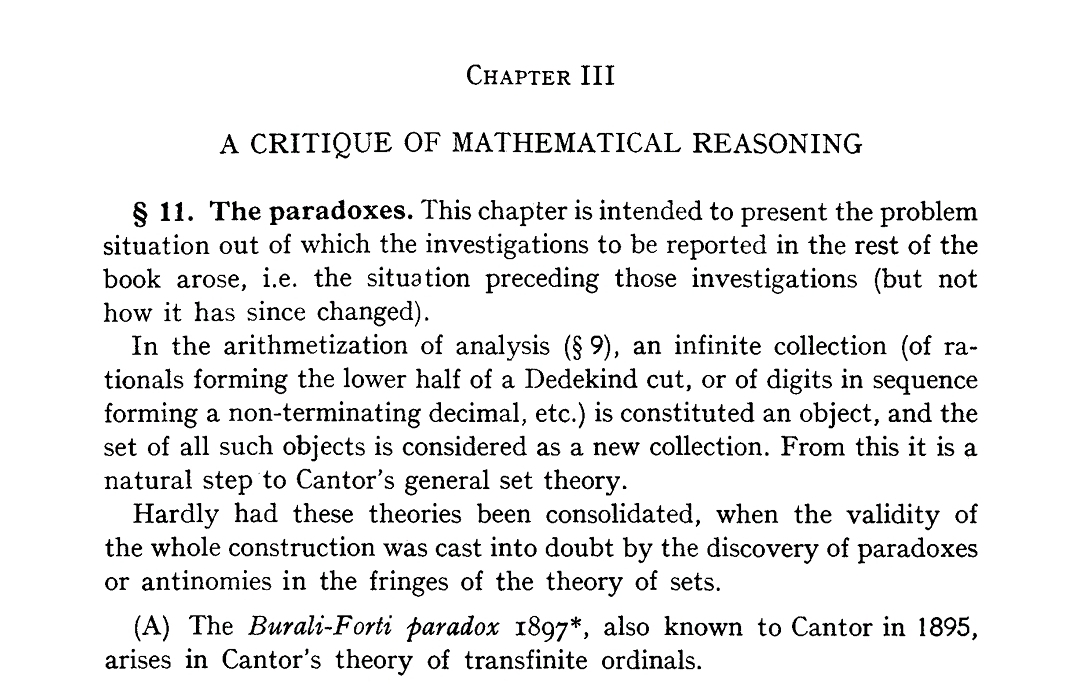 CHAPTER III
A CRITIQUE OF MATHEMATICAL REASONING
§ 11. The paradoxes. This chapter is intended to present the problem
situation out of which the investigations to be reported in the rest of the
book arose, i.e. the situation preceding those investigations (but not
how it has since changed).
In the arithmetization of analysis (§ 9), an infinite collection (of ra-
tionals forming the lower half of a Dedekind cut, or of digits in sequence
forming a non-terminating decimal, etc.) is constituted an object, and the
set of all such objects is considered as a new collection. From this it is a
natural step to Cantor's general set theory.
Hardly had these theories been consolidated, when the validity of
the whole construction was cast into doubt by the discovery of paradoxes
or antinomies in the fringes of the theory of sets.
(A) The Burali-Forti paradox 1897*, also known to Cantor in 1895,
arises in Cantor's theory of transfinite ordinals.